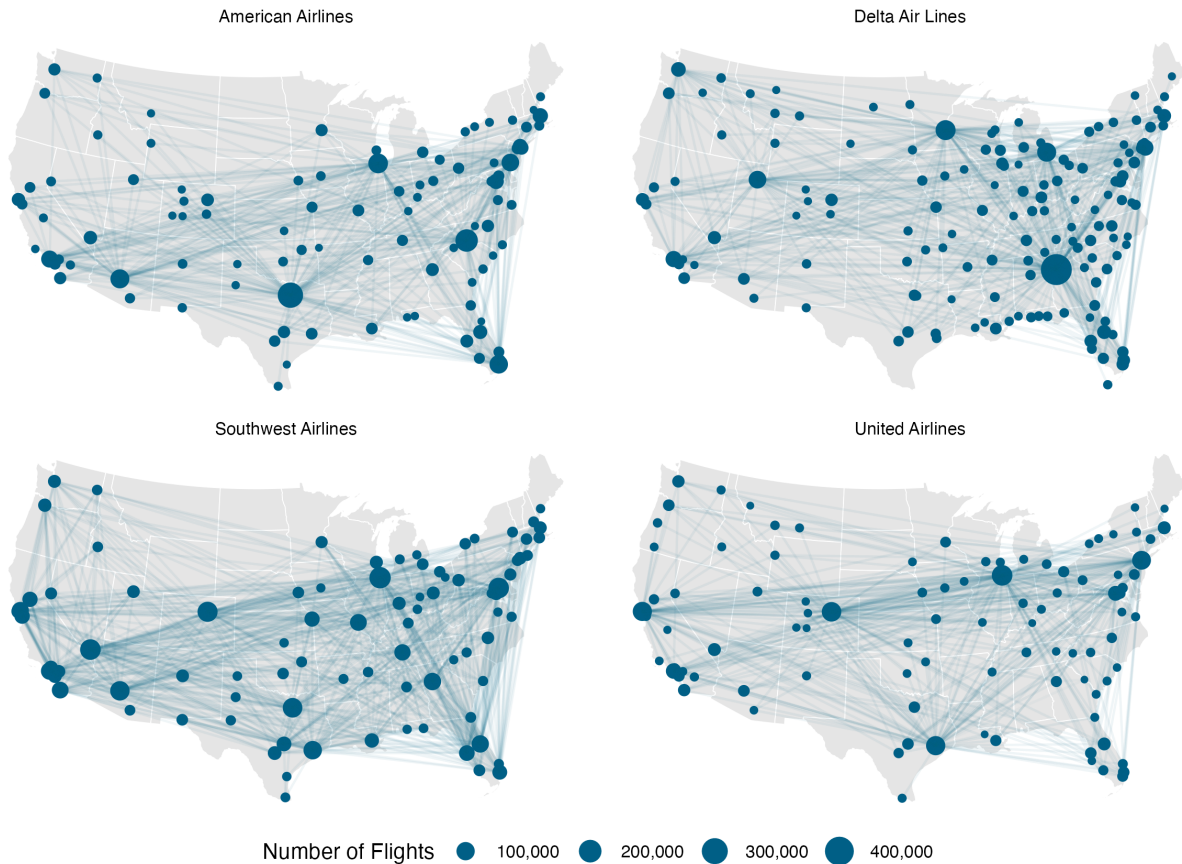 American Airlines
Delta Air Lines
Southwest Airlines
United Airlines
Number of Flights 100,000 200,000 300,000 400,000